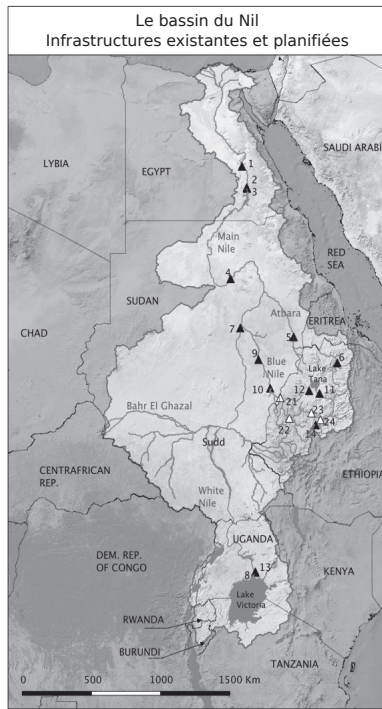 Le bassin du Nil
Infrastructures existantes et planifiées
LYBIA
EGYPT
SAUDI ARABI
1
2
3
Main
Nile
RED
SEA
4
SUDAN
Atbara
ERITREA
CHAD
7
5
6
9
Blue
Nile
Lake
Tana
10
12
11
21
Bahr El Ghazal
23
22
24
14
Sudd
CENTRAFRICAN
REP.
ETHIOPIA
White
Nile
UGANDA
DEM. REP.
OF CONGO
13
8
KENYA
Lake
Victoria
RWANDA
BURUNDI
TANZANIA
0 500 1000 1500 Km